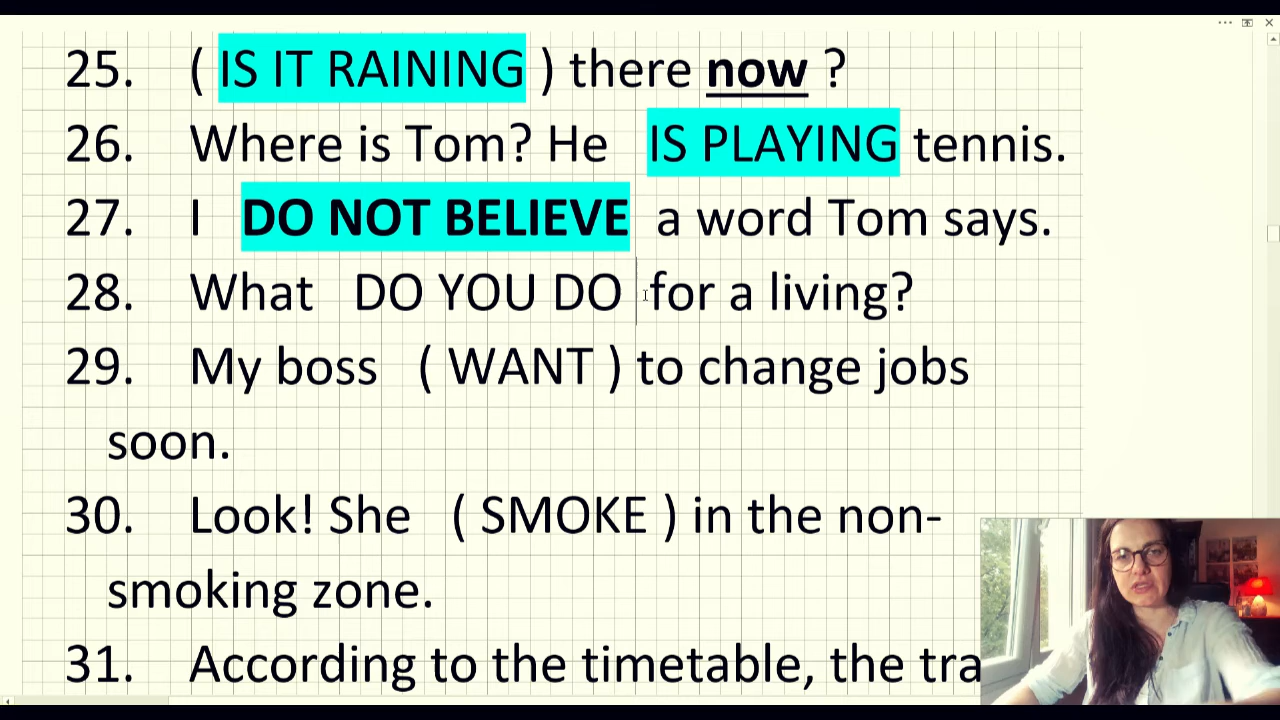 25. ( IS IT RAINING ) there now ?
26. Where is Tom? He IS PLAYING tennis.
27. I DO NOT BELIEVE a word Tom says.
28. What DO YOU DO for a living?
29. My boss ( WANT ) to change jobs
soon.
30. Look! She ( SMOKE ) in the non-
smoking zone.
31. According to the timetable, the tra